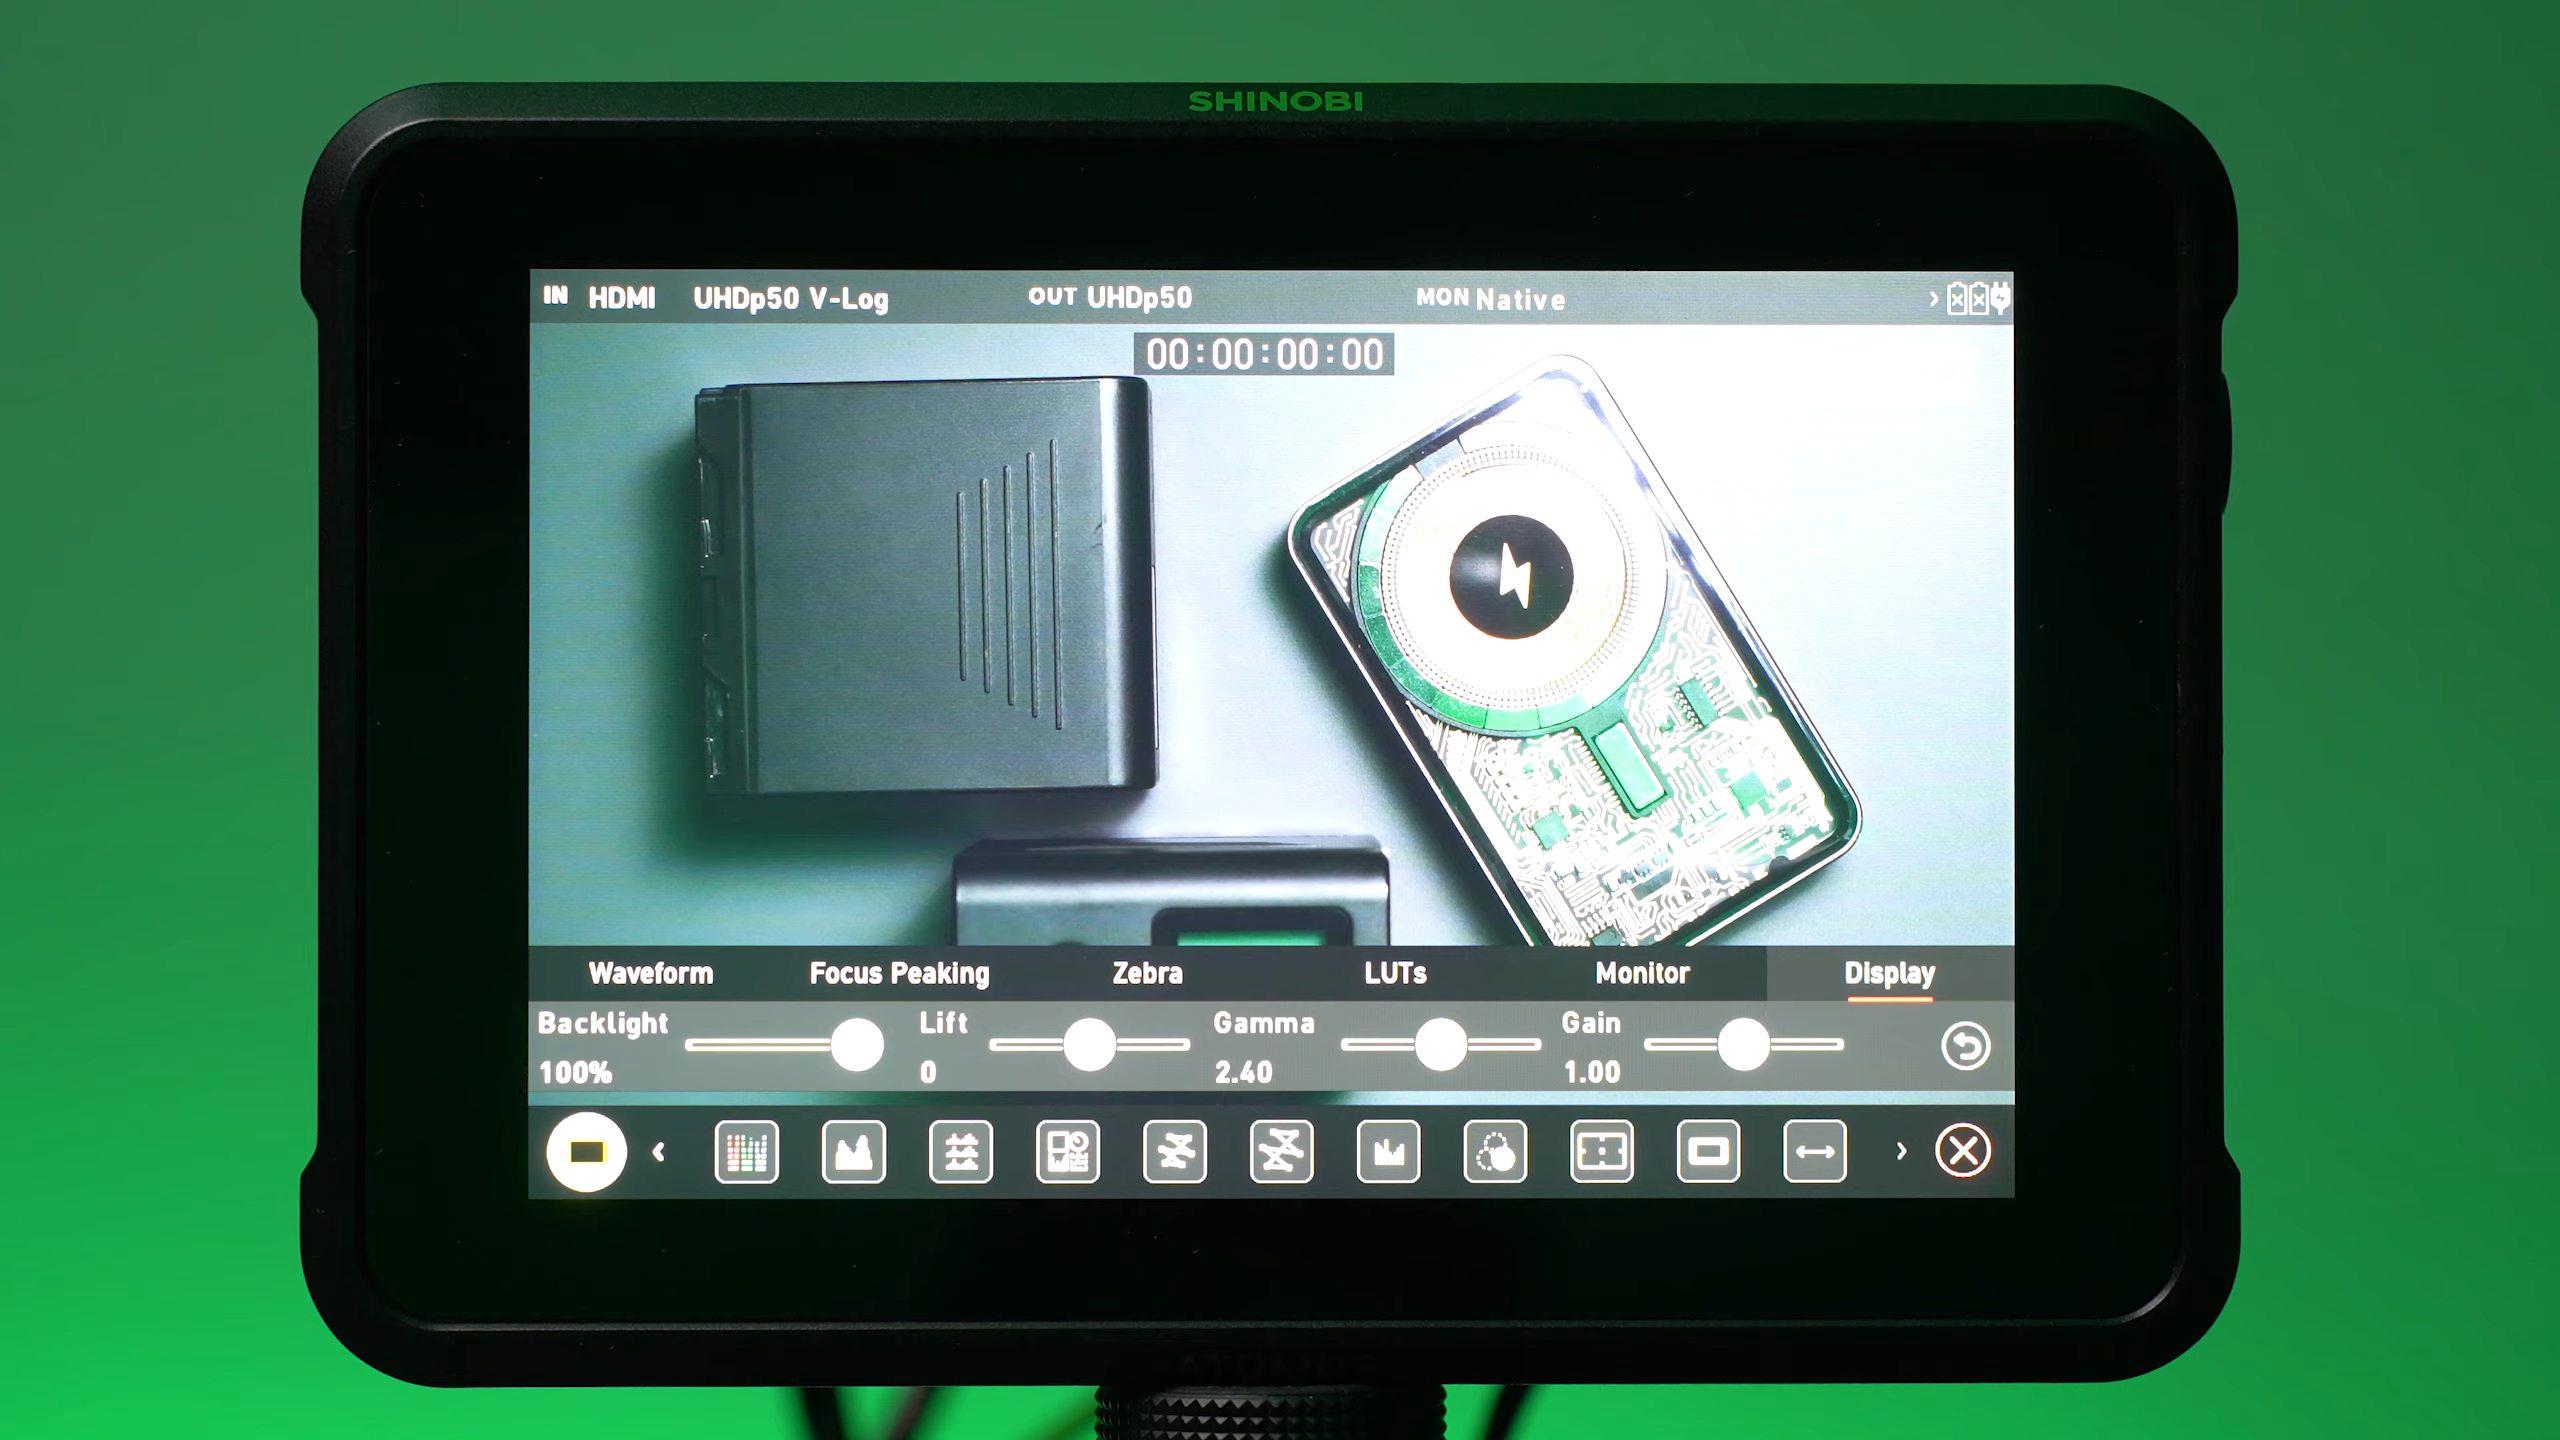 SHINOBI
IN HDMI UHDp50 V-Log OUT UHDp50 MON Native
00:00:00:00
Waveform Focus Peaking Zebra LUTs Monitor Display
Backlight Lift Gamma Gain
100% 0 2.40 1.00
ATOMOS